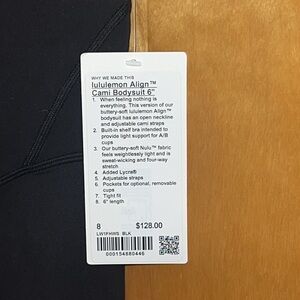 WHY WE MADE THIS
lululemon Align™
Cami Bodysuit 6"
1. When feeling nothing is
everything. This version of our
buttery-soft lululemon Align™
bodysuit has an open neckline
and adjustable cami straps
2. Built-in shelf bra intended to
provide light support for A/B
cups
3. Our buttery-soft Nulu™ fabric
feels weightlessly light and is
sweat-wicking and four-way
stretch
4. Added Lycra®
5. Adjustable straps
6. Pockets for optional, removable
cups
7. Tight fit
8. 6" length
8 $128.00
LW1FHWS BLK
000154680446